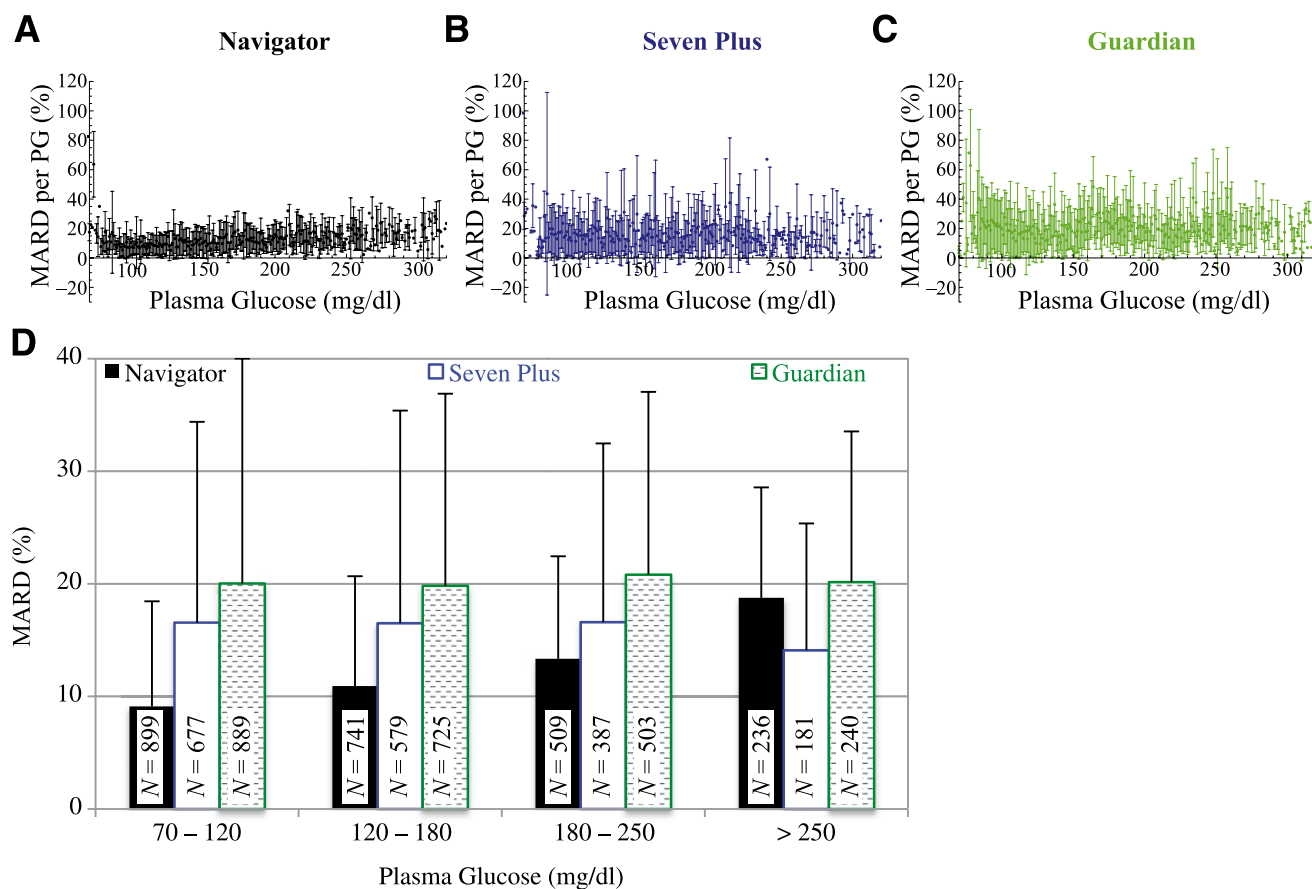 A
Navigator
B
Seven Plus
C
Guardian
MARD per PG (%)
120
100
80
60
40
20
0
−20
100
150
200
250
300
Plasma Glucose (mg/dl)
MARD per PG (%)
120
100
80
60
40
20
0
−20
100
150
200
250
300
Plasma Glucose (mg/dl)
MARD per PG (%)
120
100
80
60
40
20
0
−20
100
150
200
250
300
Plasma Glucose (mg/dl)
D
Navigator
Seven Plus
Guardian
MARD (%)
40
30
20
10
0
N = 899
N = 677
N = 889
N = 741
N = 579
N = 725
N = 509
N = 387
N = 503
N = 236
N = 181
N = 240
70 – 120
120 – 180
180 – 250
> 250
Plasma Glucose (mg/dl)